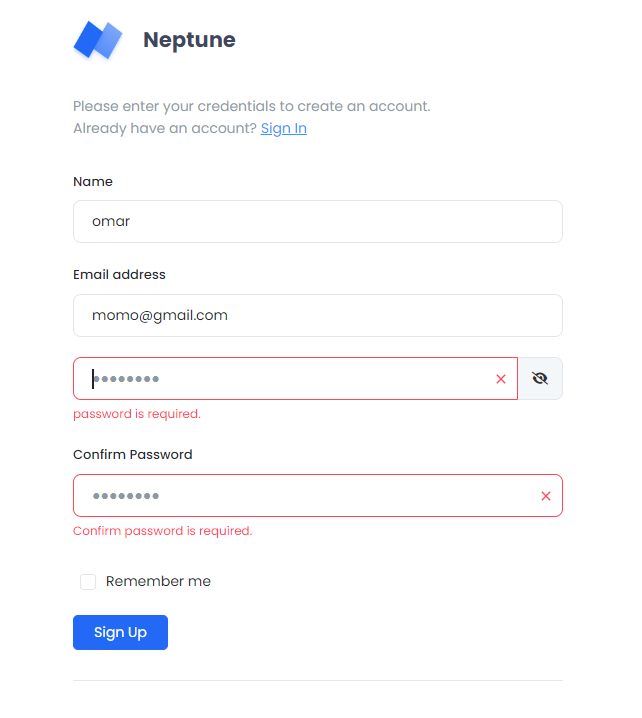 Neptune
Please enter your credentials to create an account.
Already have an account? Sign In
Name
omar
Email address
momo@gmail.com
●●●●●●●●
password is required.
Confirm Password
●●●●●●●●
Confirm password is required.
Remember me
Sign Up